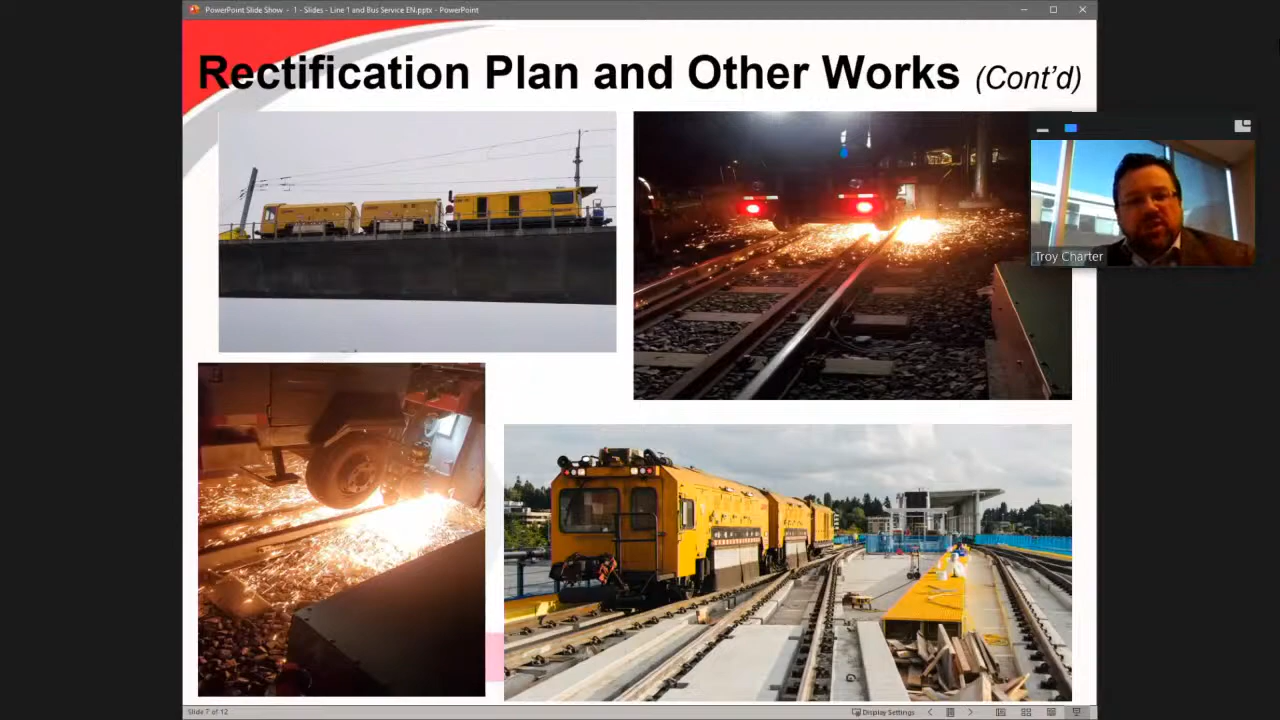 PowerPoint Slide Show - 1 - Slides - Line 1 and Bus Service EN.pptx - PowerPoint
Rectification Plan and Other Works (Cont'd)
Troy Charter
Slide 7 of 12
Display Settings